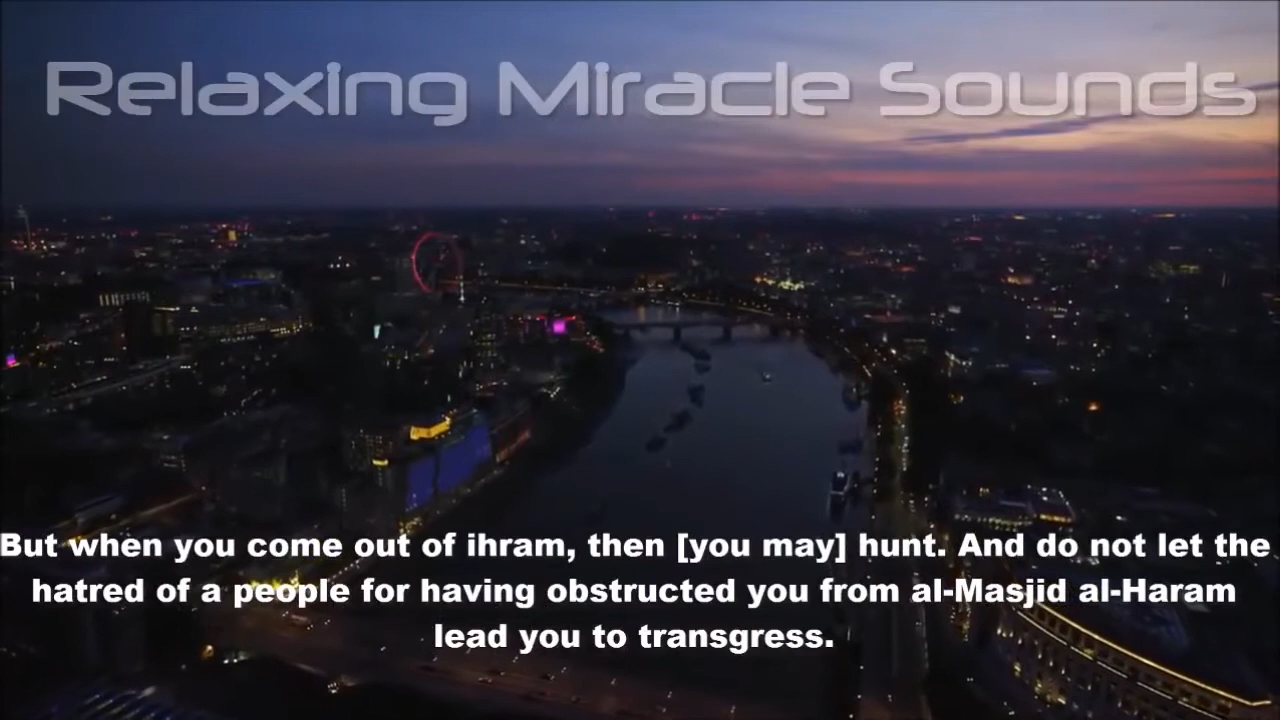 Relaxing Miracle Sounds
But when you come out of ihram, then [you may] hunt. And do not let the
hatred of a people for having obstructed you from al-Masjid al-Haram
lead you to transgress.